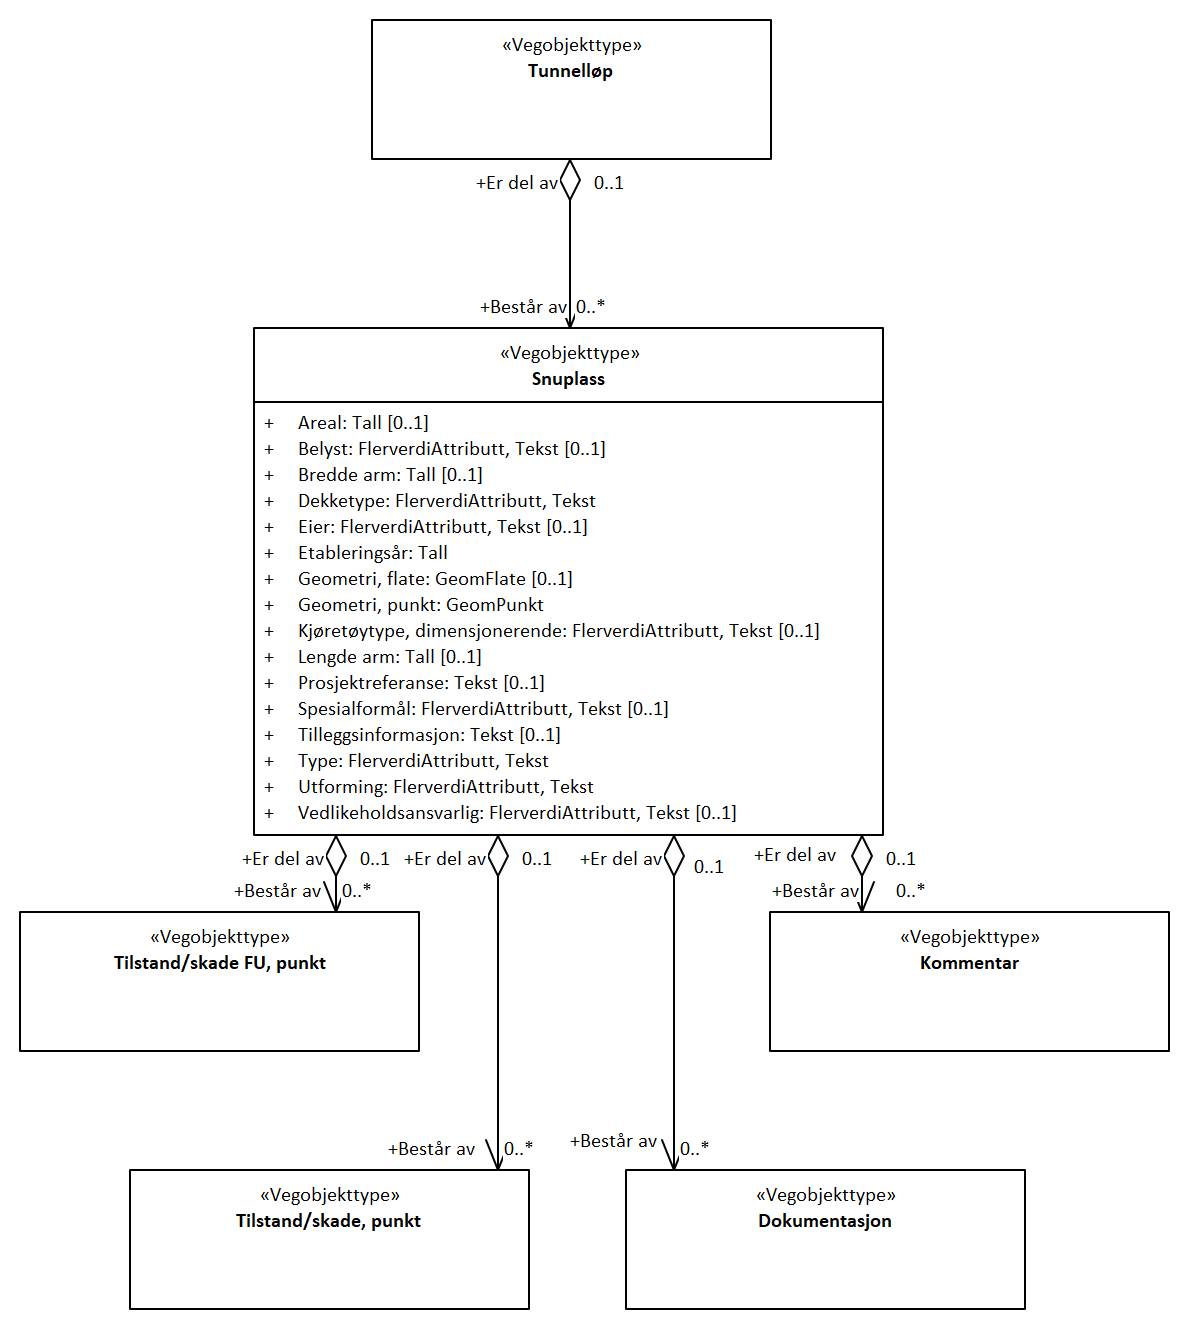 «Vegobjekttype»
Tunnelløp
+Er del av 0..1
+Består av 0..*
«Vegobjekttype»
Snuplass
+ Areal: Tall [0..1]
+ Belyst: FlerverdiAttributt, Tekst [0..1]
+ Bredde arm: Tall [0..1]
+ Dekketype: FlerverdiAttributt, Tekst
+ Eier: FlerverdiAttributt, Tekst [0..1]
+ Etableringsår: Tall
+ Geometri, flate: GeomFlate [0..1]
+ Geometri, punkt: GeomPunkt
+ Kjøretøytype, dimensjonerende: FlerverdiAttributt, Tekst [0..1]
+ Lengde arm: Tall [0..1]
+ Prosjektreferanse: Tekst [0..1]
+ Spesialformål: FlerverdiAttributt, Tekst [0..1]
+ Tilleggsinformasjon: Tekst [0..1]
+ Type: FlerverdiAttributt, Tekst
+ Utforming: FlerverdiAttributt, Tekst
+ Vedlikeholdsansvarlig: FlerverdiAttributt, Tekst [0..1]
+Er del av 0..1 +Er del av 0..1 +Er del av 0..1 +Er del av 0..1
+Består av 0..* +Består av 0..*
«Vegobjekttype»
Tilstand/skade FU, punkt
«Vegobjekttype»
Kommentar
+Består av 0..* +Består av 0..*
«Vegobjekttype»
Tilstand/skade, punkt
«Vegobjekttype»
Dokumentasjon